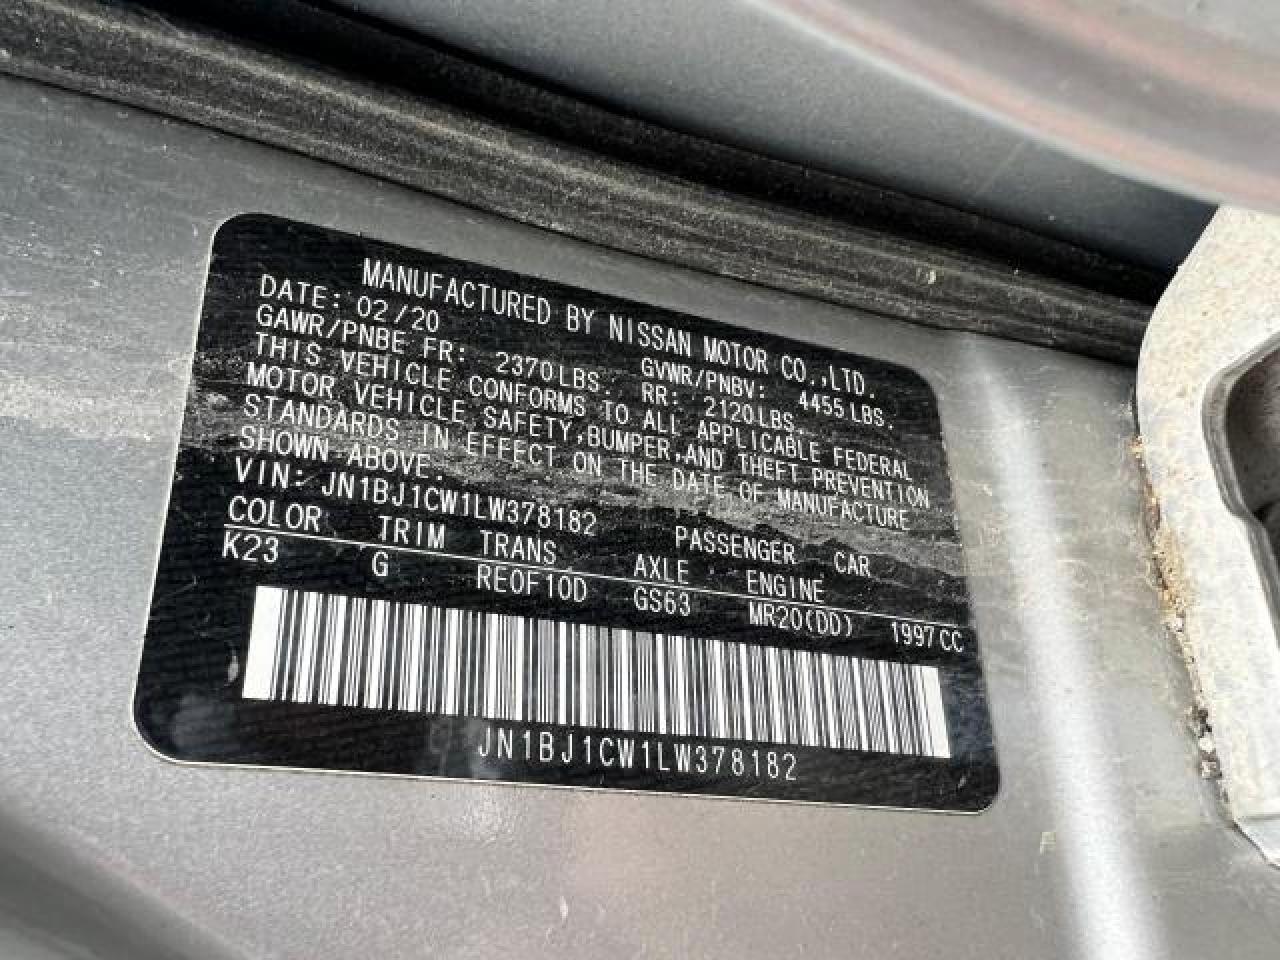 MANUFACTURED BY NISSAN MOTOR CO.,LTD.
DATE: 02/20 GVWR/PNBV: 4455LBS.
GAWR/PNBE FR: 2370LBS. RR: 2120LBS.
THIS VEHICLE CONFORMS TO ALL APPLICABLE FEDERAL
MOTOR VEHICLE SAFETY,BUMPER,AND THEFT PREVENTION
STANDARDS IN EFFECT ON THE DATE OF MANUFACTURE
SHOWN ABOVE.
VIN: JN1BJ1CW1LW378182 PASSENGER CAR
COLOR TRIM TRANS AXLE ENGINE
K23 G RE0F10D GS63 MR20(DD) 1997CC
JN1BJ1CW1LW378182